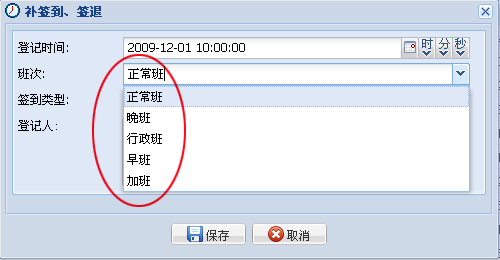 补签到、签退
登记时间: 2009-12-01 10:00:00 时 分 秒
班次: 正常班
签到类型: 正常班
登记人: 晚班
行政班
早班
加班
保存 取消